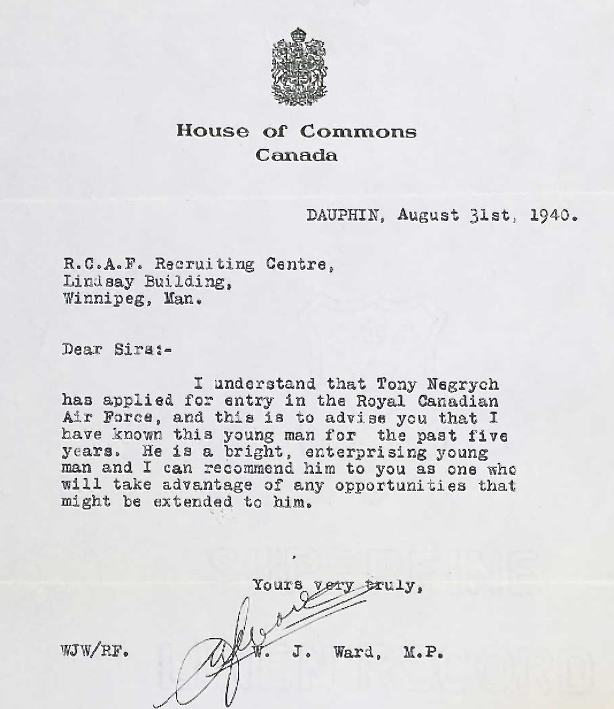 House of Commons
Canada
DAUPHIN, August 31st, 1940.
R.C.A.F. Recruiting Centre,
Lindsay Building,
Winnipeg, Man.
Dear Sirs:-
I understand that Tony Negrych
has applied for entry in the Royal Canadian
Air Force, and this is to advise you that I
have known this young man for the past five
years. He is a bright, enterprising young
man and I can recommend him to you as one who
will take advantage of any opportunities that
might be extended to him.
Yours very truly,
WJW/RF. W. J. Ward, M.P.